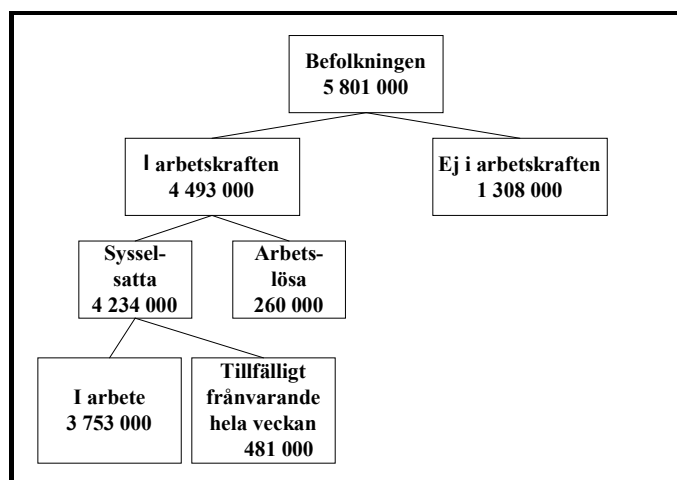 Befolkningen
5 801 000
I arbetskraften
4 493 000
Ej i arbetskraften
1 308 000
Syssel-
satta
4 234 000
Arbets-
lösa
260 000
I arbete
3 753 000
Tillfälligt
frånvarande
hela veckan
481 000